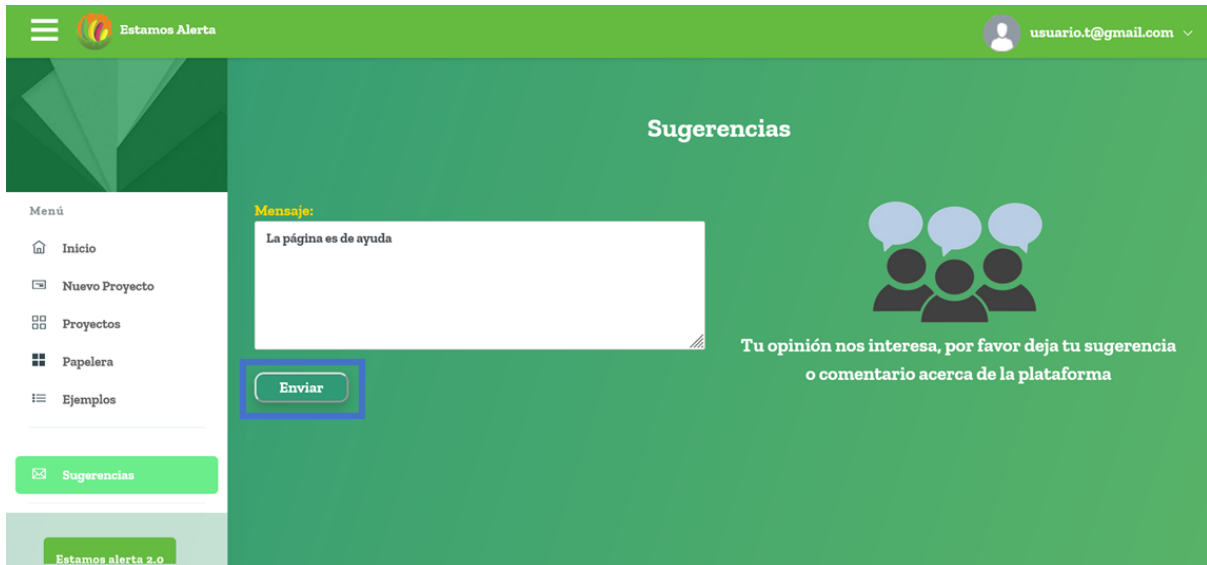 Estamos Alerta
usuario.t@gmail.com
Sugerencias
Menú
Inicio
Nuevo Proyecto
Proyectos
Papelera
Ejemplos
Sugerencias
Estamos alerta 2.0
Mensaje:
La página es de ayuda
Enviar
Tu opinión nos interesa, por favor deja tu sugerencia
o comentario acerca de la plataforma